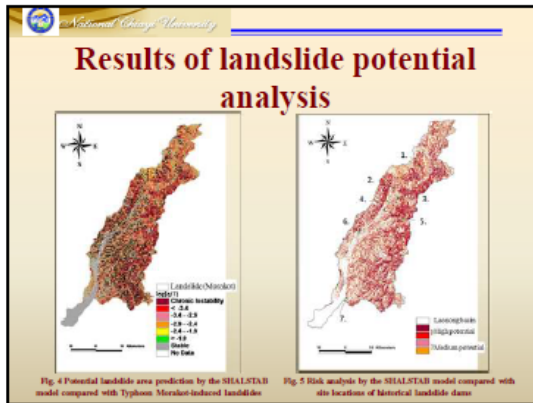 National Chiayi University
Results of landslide potential
analysis
N
W
E
S
Landslide (Morakot)
log(q/T)
Chronic Instability
Stable
No Data
N
W
E
S
1.
2.
4.
3.
6.
5.
7.
High potential
Medium potential
Fig. 4 Potential landslide area prediction by the SHALSTAB
model compared with Typhoon Morakot-induced landslides
Fig. 5 Risk analysis by the SHALSTAB model compared with
site locations of historical landslide dams